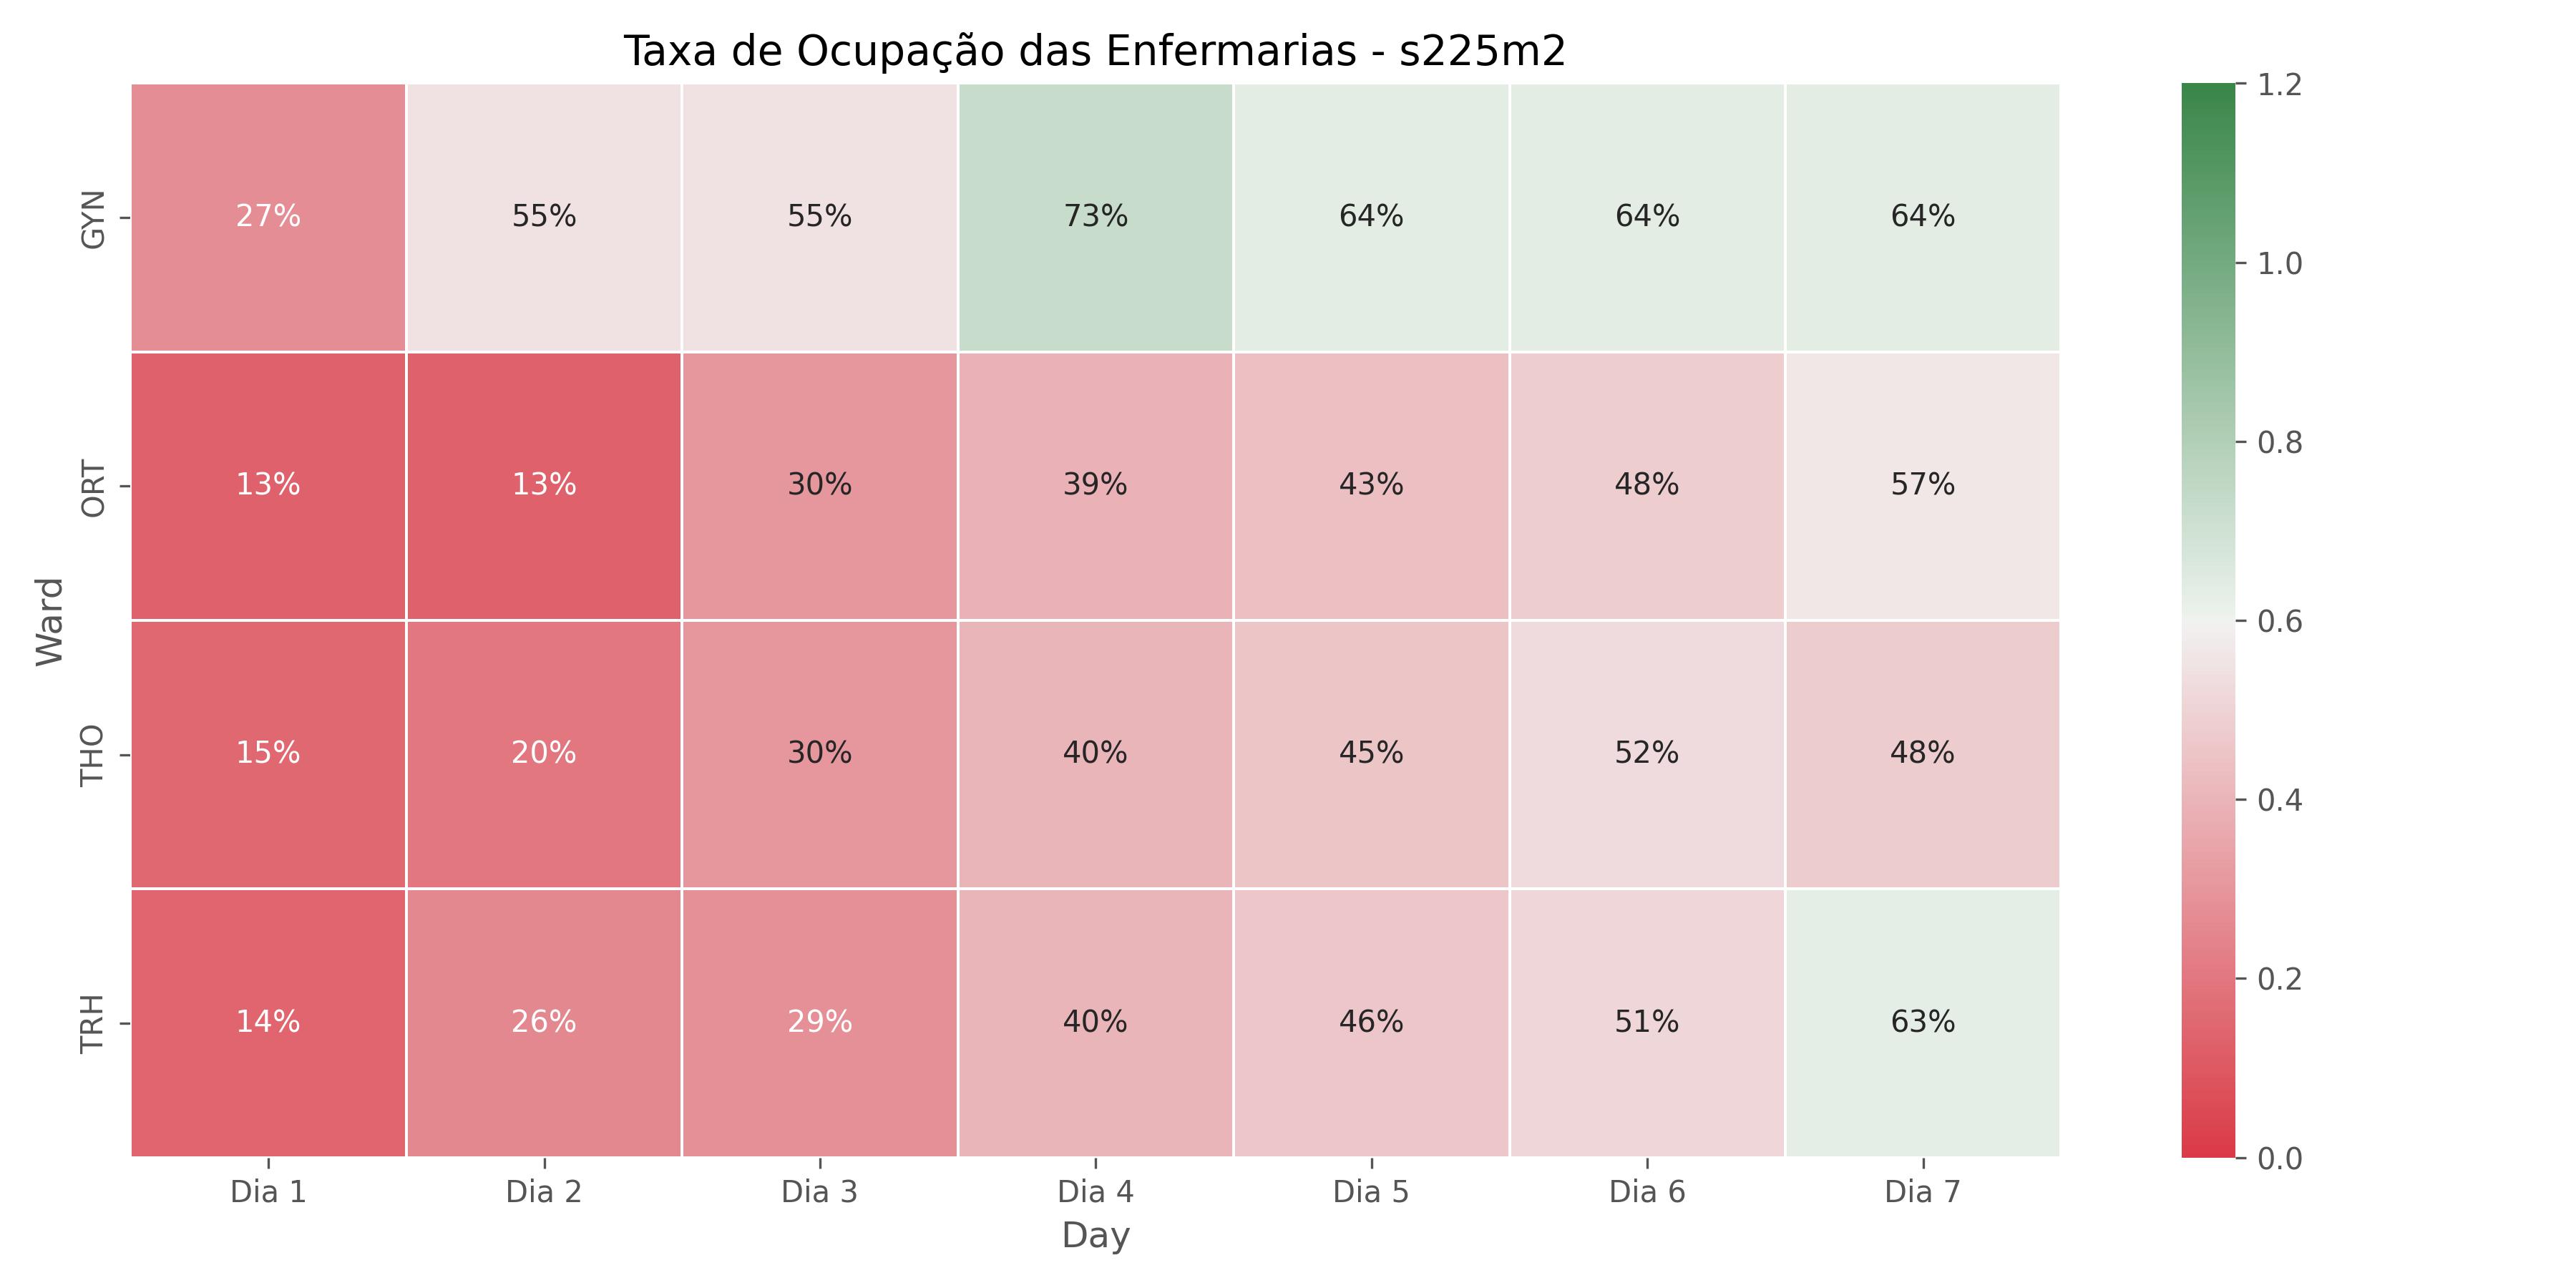 Taxa de Ocupação das Enfermarias - s225m2
GYN 27% 55% 55% 73% 64% 64% 64%
ORT 13% 13% 30% 39% 43% 48% 57%
THO 15% 20% 30% 40% 45% 52% 48%
TRH 14% 26% 29% 40% 46% 51% 63%
Ward
Dia 1 Dia 2 Dia 3 Dia 4 Dia 5 Dia 6 Dia 7
Day
1.2
1.0
0.8
0.6
0.4
0.2
0.0